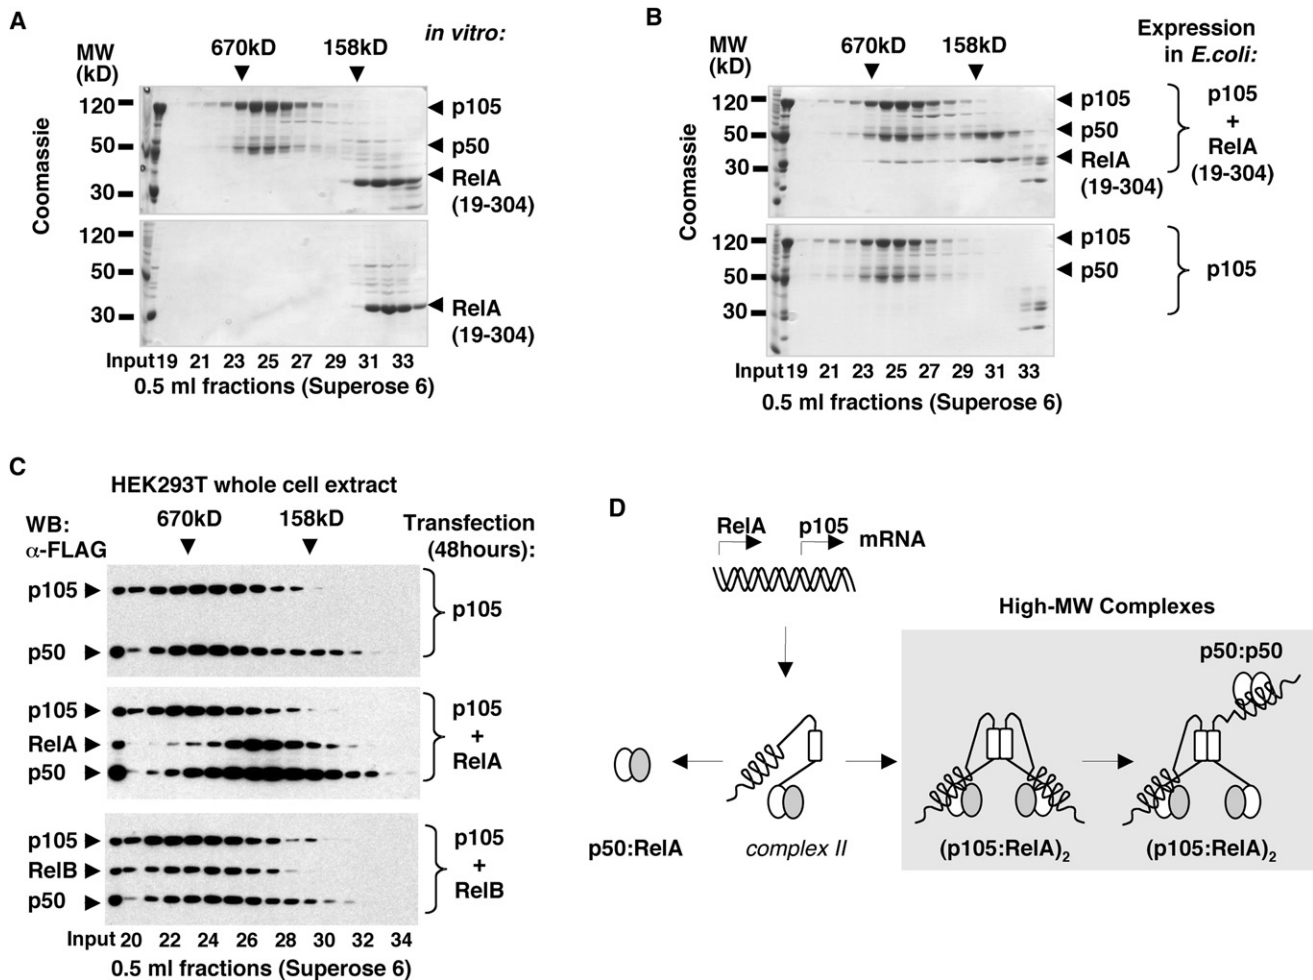 A
670kD 158kD in vitro:
MW
(kD)
120
50
30
120
50
30
Coomassie
p105
p50
RelA
(19-304)
RelA
(19-304)
Input 19 21 23 25 27 29 31 33
0.5 ml fractions (Superose 6)
B
670kD 158kD
Expression
in E.coli:
MW
(kD)
120
50
30
120
50
30
Coomassie
p105
p50
RelA
(19-304)
p105
+
RelA
(19-304)
p105
p50
p105
Input 19 21 23 25 27 29 31 33
0.5 ml fractions (Superose 6)
C
HEK293T whole cell extract
WB:
α-FLAG
670kD 158kD
Transfection
(48hours):
p105
p50
p105
p105
RelA
p50
p105
+
RelA
p105
RelB
p50
p105
+
RelB
Input 20 22 24 26 28 30 32 34
0.5 ml fractions (Superose 6)
D
RelA p105 mRNA
High-MW Complexes
p50:p50
p50:RelA complex II (p105:RelA)₂ (p105:RelA)₂